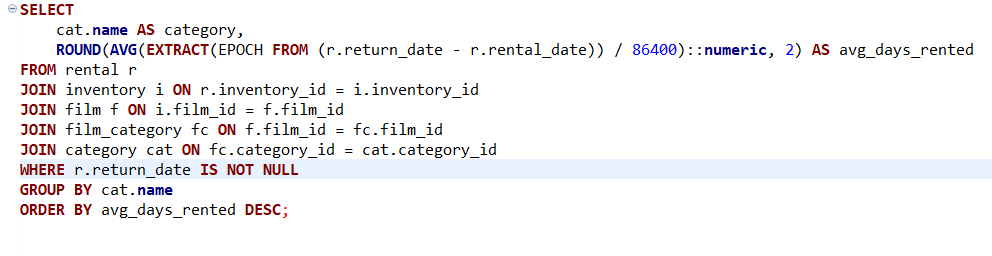 SELECT
    cat.name AS category,
    ROUND(AVG(EXTRACT(EPOCH FROM (r.return_date - r.rental_date)) / 86400)::numeric, 2) AS avg_days_rented
FROM rental r
JOIN inventory i ON r.inventory_id = i.inventory_id
JOIN film f ON i.film_id = f.film_id
JOIN film_category fc ON f.film_id = fc.film_id
JOIN category cat ON fc.category_id = cat.category_id
WHERE r.return_date IS NOT NULL
GROUP BY cat.name
ORDER BY avg_days_rented DESC;